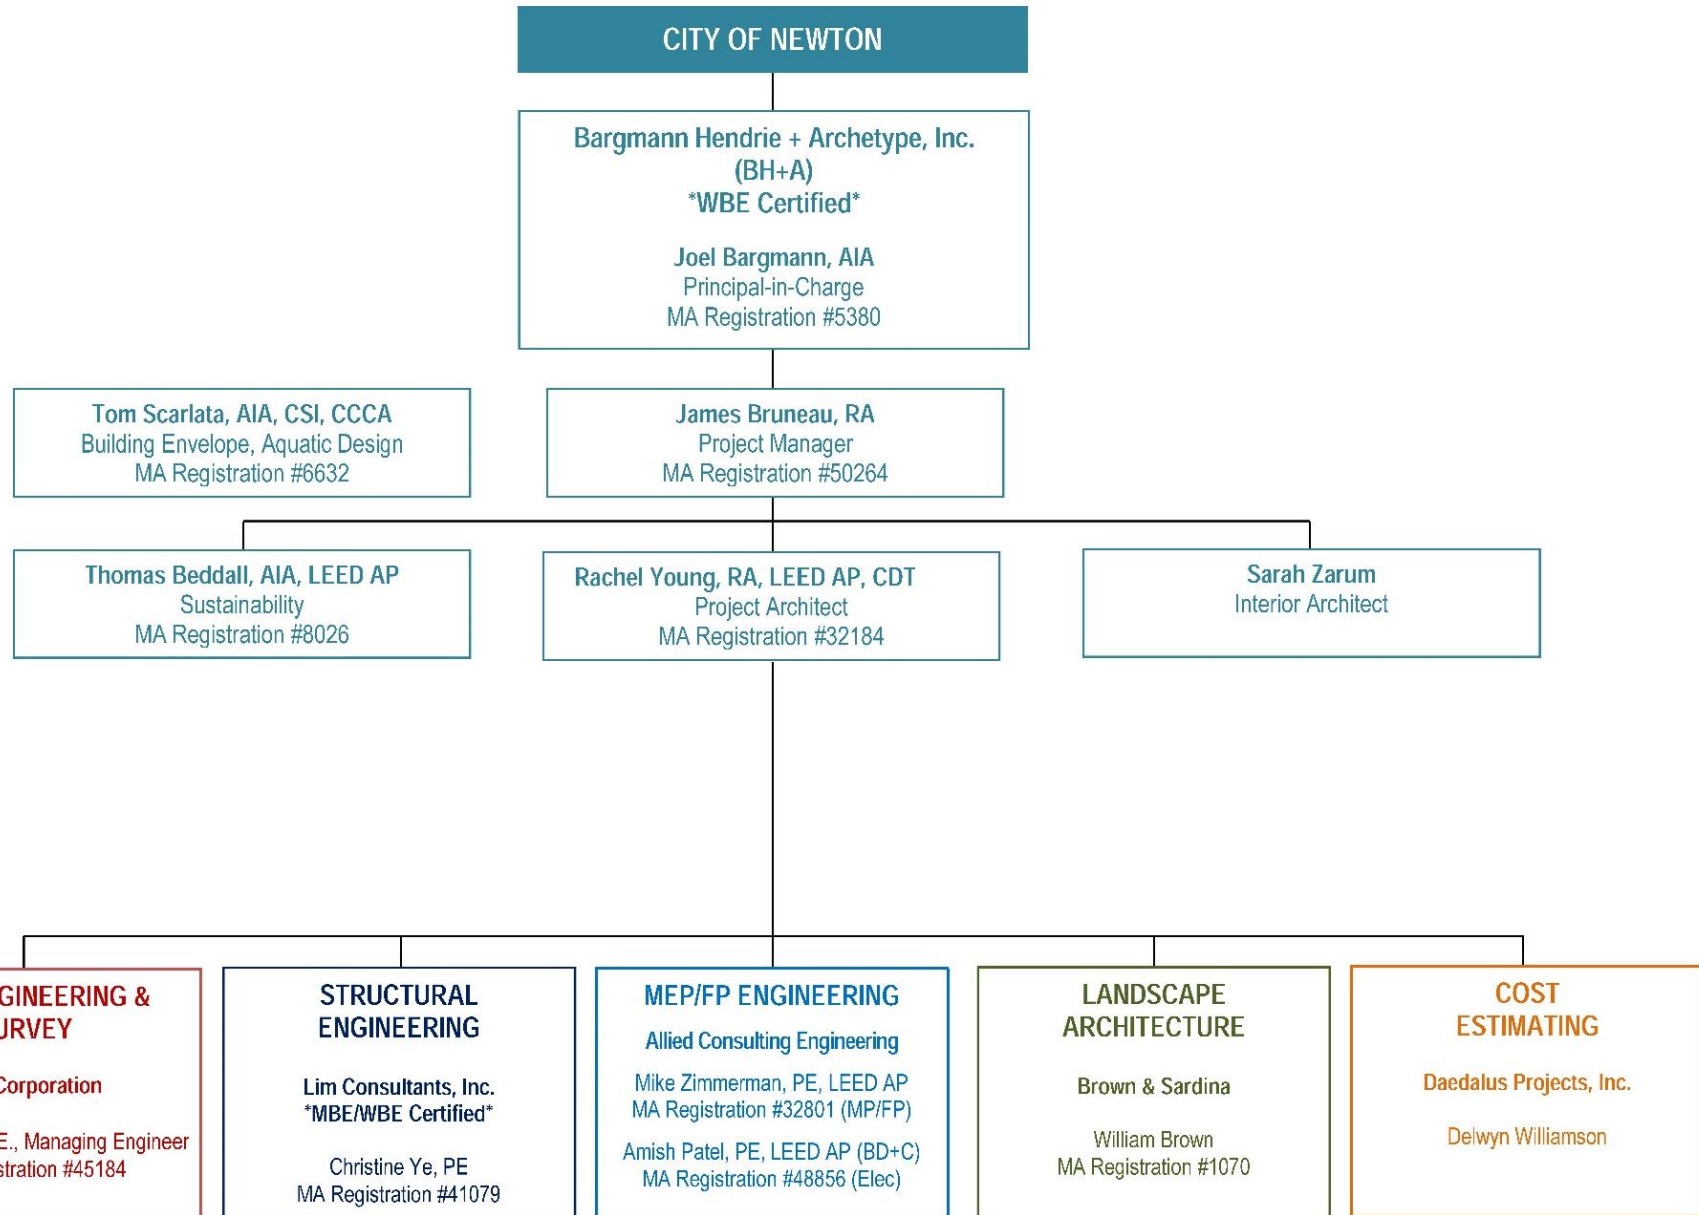 CITY OF NEWTON
Bargmann Hendrie + Archetype, Inc.
(BH+A)
*WBE Certified*
Joel Bargmann, AIA
Principal-in-Charge
MA Registration #5380
Tom Scarlata, AIA, CSI, CCCA
Building Envelope, Aquatic Design
MA Registration #6632
James Bruneau, RA
Project Manager
MA Registration #50264
Thomas Beddall, AIA, LEED AP
Sustainability
MA Registration #8026
Rachel Young, RA, LEED AP, CDT
Project Architect
MA Registration #32184
Sarah Zarum
Interior Architect
&
Corporation
Managing Engineer
#45184
STRUCTURAL
ENGINEERING
Lim Consultants, Inc.
*MBE/WBE Certified*
Christine Ye, PE
MA Registration #41079
MEP/FP ENGINEERING
Allied Consulting Engineering
Mike Zimmerman, PE, LEED AP
MA Registration #32801 (MP/FP)
Amish Patel, PE, LEED AP (BD+C)
MA Registration #48856 (Elec)
LANDSCAPE
ARCHITECTURE
Brown & Sardina
William Brown
MA Registration #1070
COST
ESTIMATING
Daedalus Projects, Inc.
Delwyn Williamson